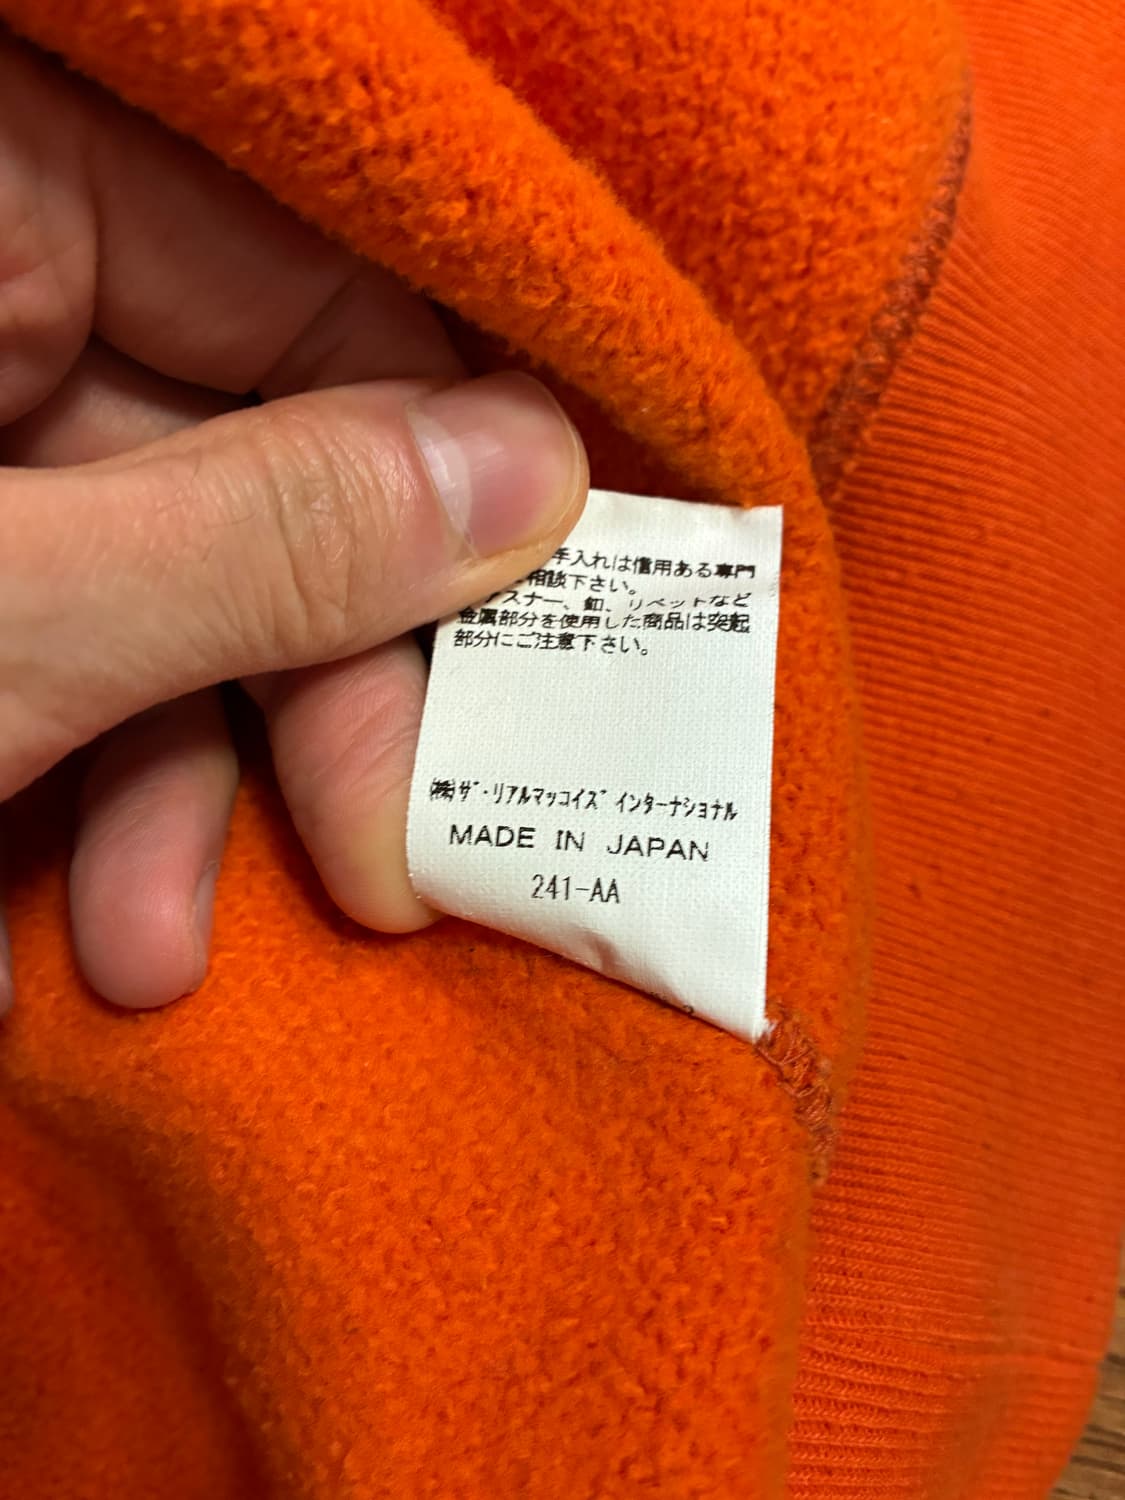 手入れは信用ある専門
相談下さい。
スナー、釦、リベットなど
金属部分を使用した商品は突起
部分にご注意下さい。
㈱ザ・リアルマッコイズ インターナショナル
MADE IN JAPAN
241-AA